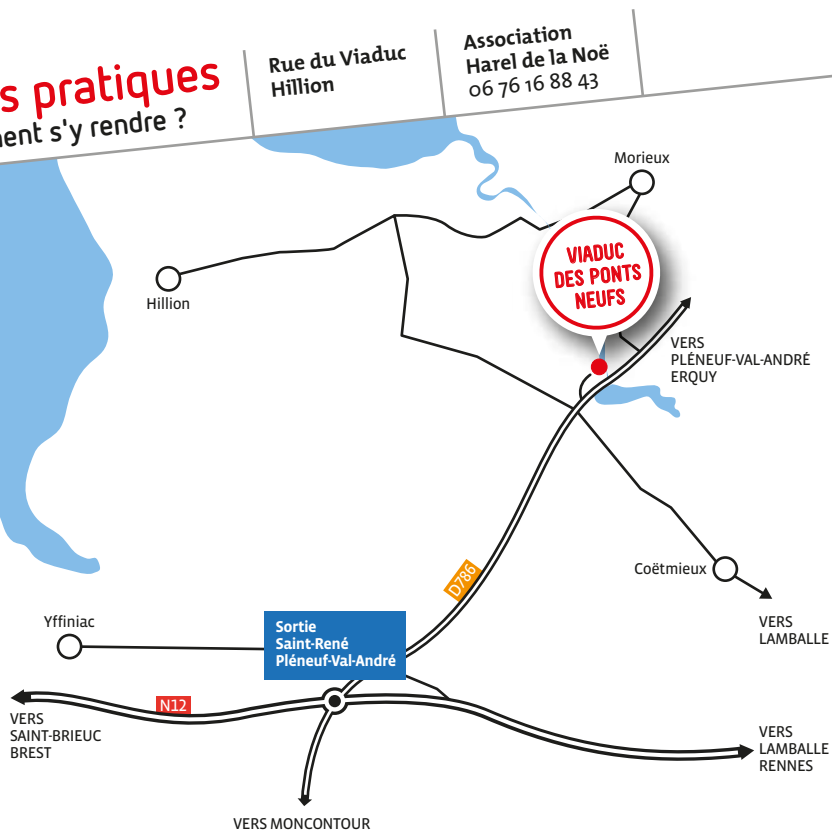 s pratiques
ent s'y rendre ?
Rue du Viaduc
Hillion
Association
Harel de la Noë
06 76 16 88 43
Morieux
VIADUC
DES PONTS
NEUFS
Hillion
VERS
PLÉNEUF-VAL-ANDRÉ
ERQUY
Coëtmieux
D786
VERS
LAMBALLE
Yffiniac
Sortie
Saint-René
Pléneuf-Val-André
N12
VERS
SAINT-BRIEUC
BREST
VERS
LAMBALLE
RENNES
VERS MONCONTOUR